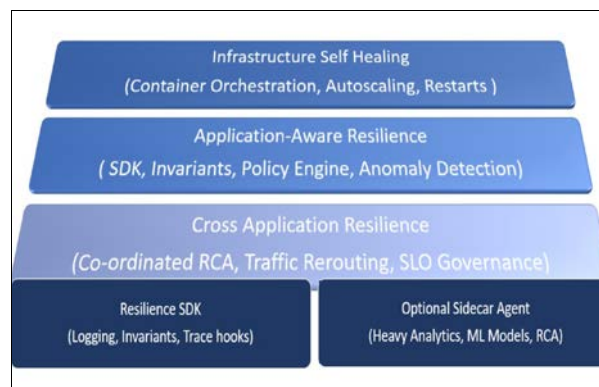 Infrastructure Self Healing
(Container Orchestration, Autoscaling, Restarts )
Application-Aware Resilience
( SDK, Invariants, Policy Engine, Anomaly Detection)
Cross Application Resilience
(Co-ordinated RCA, Traffic Rerouting, SLO Governance)
Resilience SDK
(Logging, Invariants, Trace hooks)
Optional Sidecar Agent
(Heavy Analytics, ML Models, RCA)